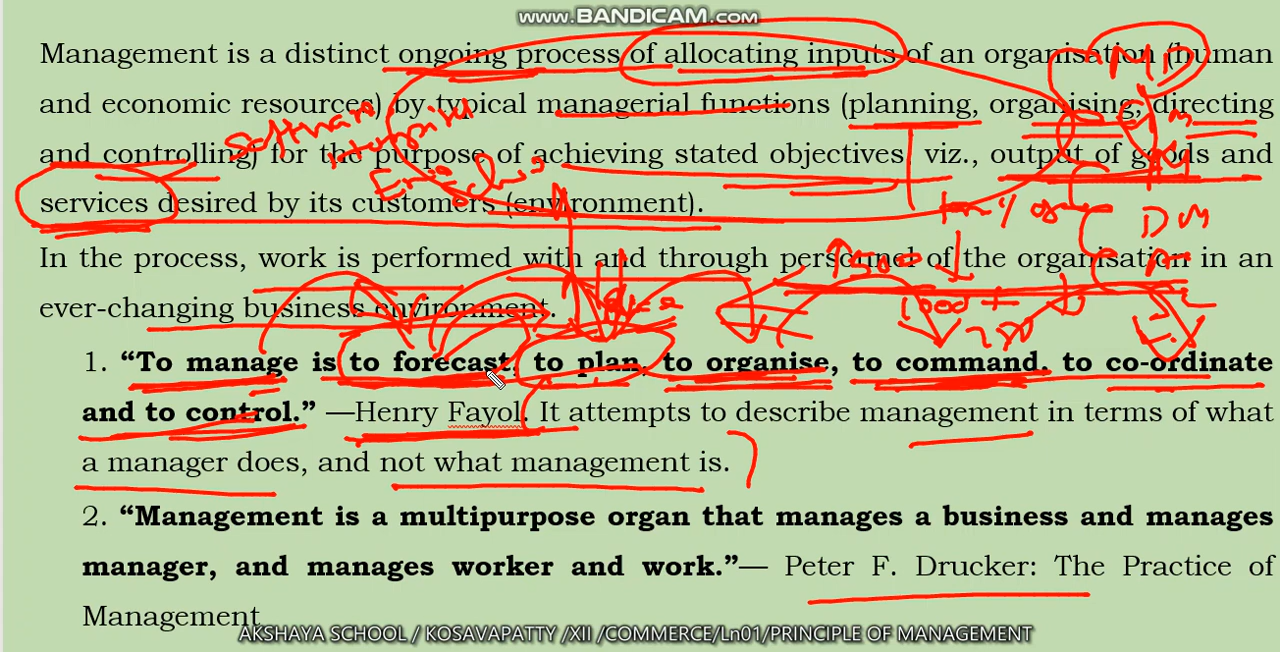 www.BANDICAM.com
Management is a distinct ongoing process of allocating inputs of an organisation (human
and economic resources) by typical managerial functions (planning, organising, directing
and controlling) for the purpose of achieving stated objectives, viz., output of goods and
services desired by its customers (environment).
In the process, work is performed with and through personnel of the organisation in an
ever-changing business environment.
1. “To manage is to forecast, to plan, to organise, to command, to co-ordinate
and to control.” —Henry Fayol. It attempts to describe management in terms of what
a manager does, and not what management is.
2. “Management is a multipurpose organ that manages a business and manages
manager, and manages worker and work.”— Peter F. Drucker: The Practice of
Management
AKSHAYA SCHOOL / KOSAVAPATTY /XII /COMMERCE/Ln01/PRINCIPLE OF MANAGEMENT